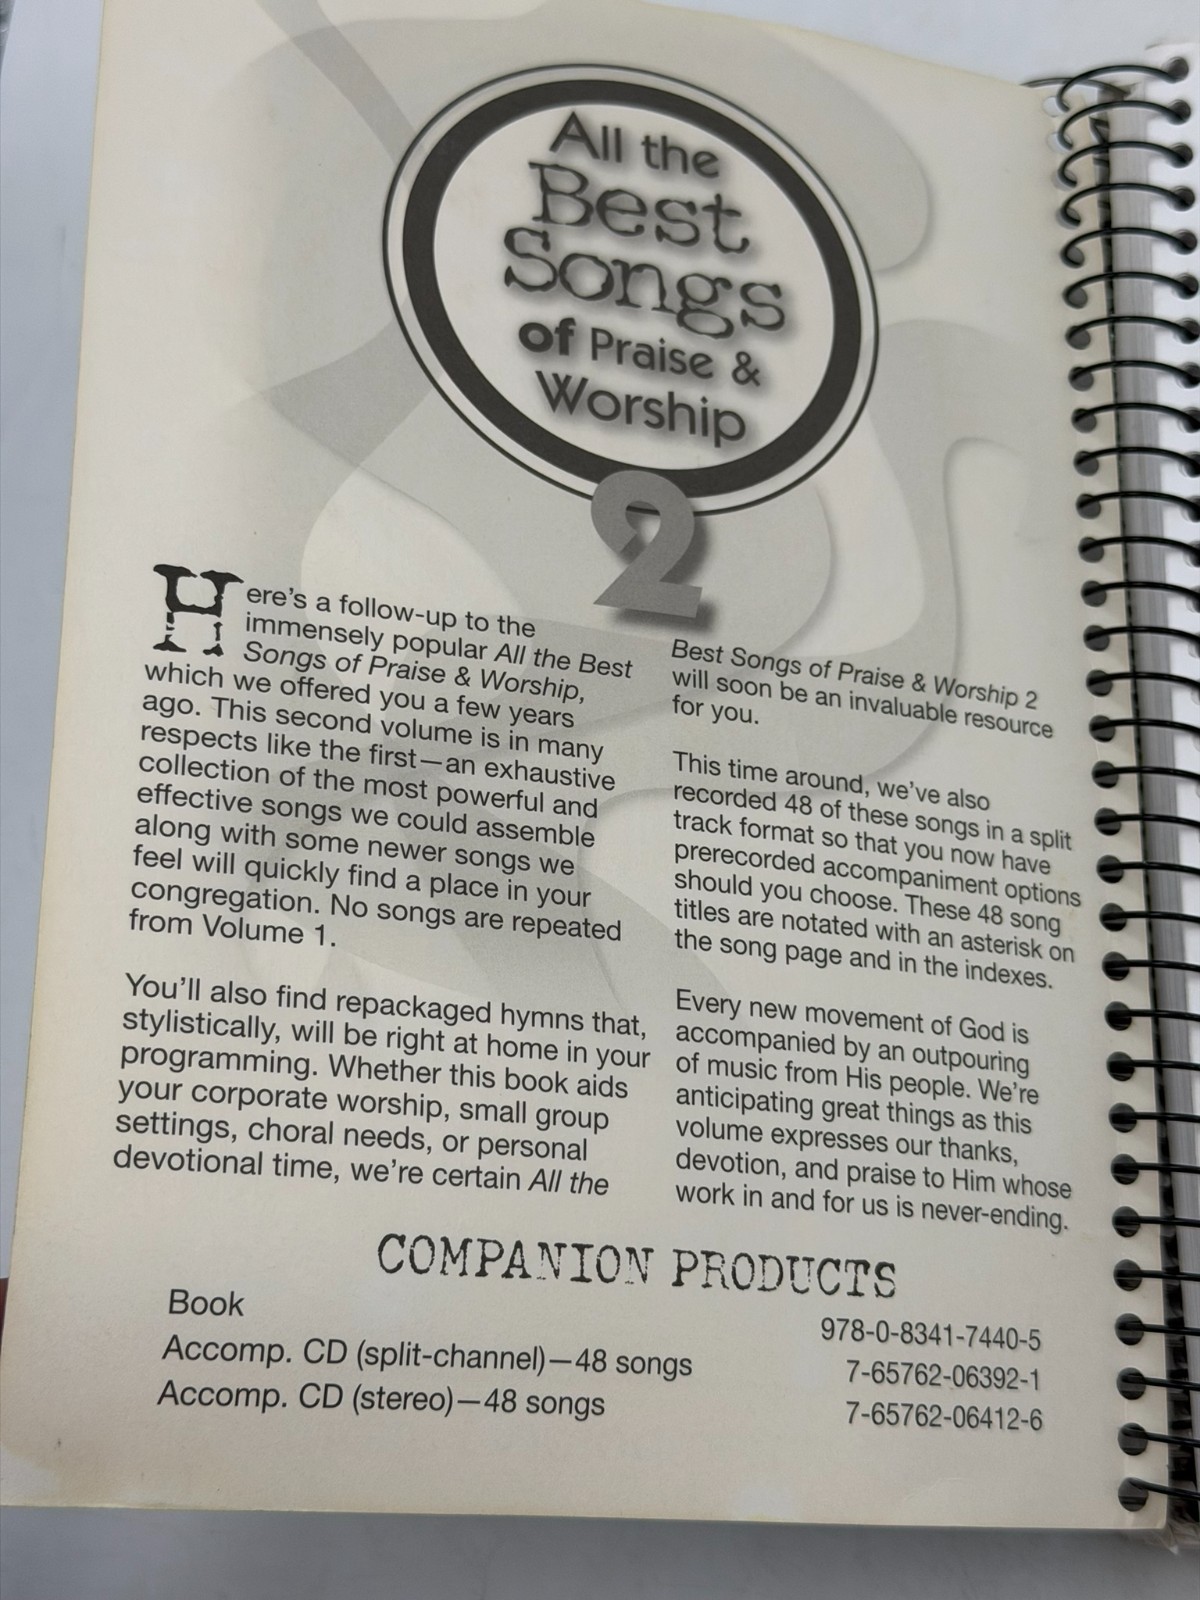 All the
Best
Songs
of Praise &
Worship
2
Here's a follow-up to the
immensely popular All the Best
Songs of Praise & Worship,
which we offered you a few years
ago. This second volume is in many
respects like the first—an exhaustive
collection of the most powerful and
effective songs we could assemble
along with some newer songs we
feel will quickly find a place in your
congregation. No songs are repeated
from Volume 1.
You'll also find repackaged hymns that,
stylistically, will be right at home in your
programming. Whether this book aids
your corporate worship, small group
settings, choral needs, or personal
devotional time, we're certain All the
Best Songs of Praise & Worship 2
will soon be an invaluable resource
for you.
This time around, we've also
recorded 48 of these songs in a split
track format so that you now have
prerecorded accompaniment options
should you choose. These 48 song
titles are notated with an asterisk on
the song page and in the indexes.
Every new movement of God is
accompanied by an outpouring
of music from His people. We're
anticipating great things as this
volume expresses our thanks,
devotion, and praise to Him whose
work in and for us is never-ending.
COMPANION PRODUCTS
Book 978-0-8341-7440-5
Accomp. CD (split-channel)—48 songs 7-65762-06392-1
Accomp. CD (stereo)—48 songs 7-65762-06412-6